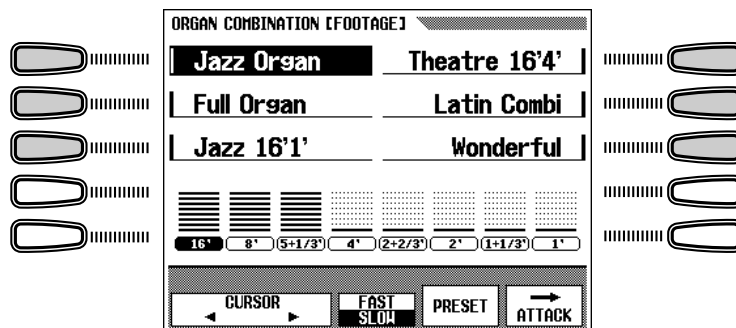 ORGAN COMBINATION [FOOTAGE]
Jazz Organ Theatre 16'4'
Full Organ Latin Combi
Jazz 16'1' Wonderful
16' 8' (5+1/3') 4' (2+2/3') 2' (1+1/3') 1'
CURSOR FAST PRESET
SLOW ATTACK